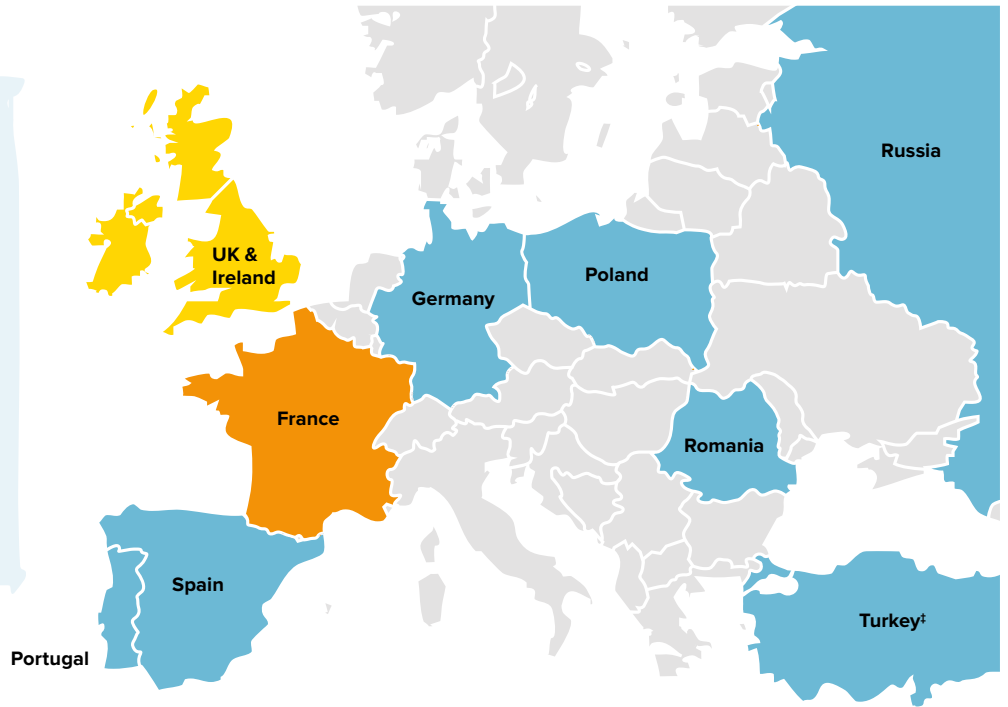 Russia
UK &
Ireland
Poland
Germany
France
Romania
Spain
Turkey‡
Portugal